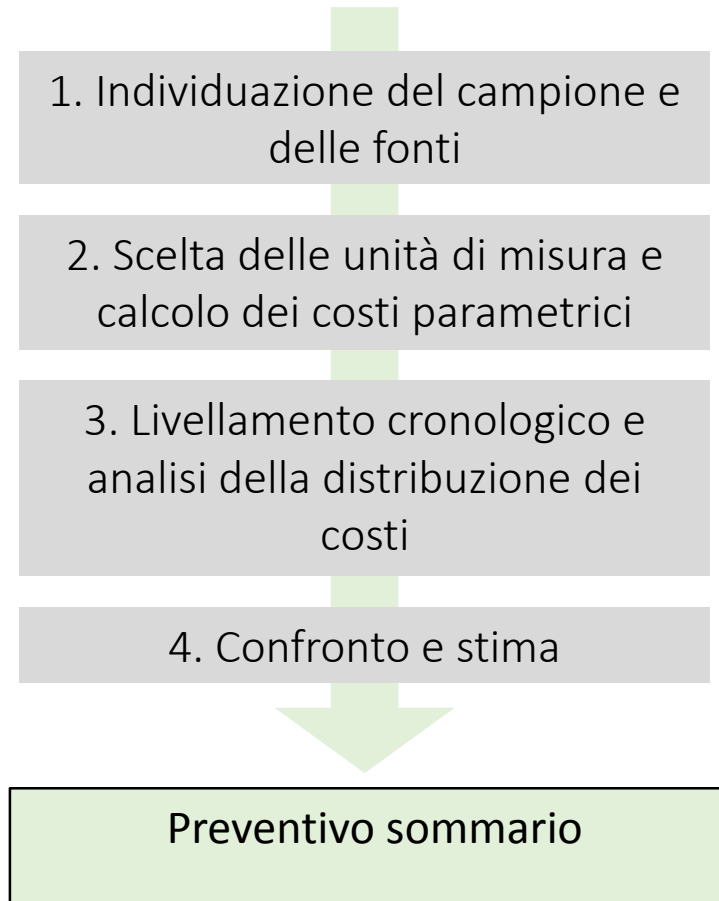 1. Individuazione del campione e
delle fonti
2. Scelta delle unità di misura e
calcolo dei costi parametrici
3. Livellamento cronologico e
analisi della distribuzione dei
costi
4. Confronto e stima
Preventivo sommario